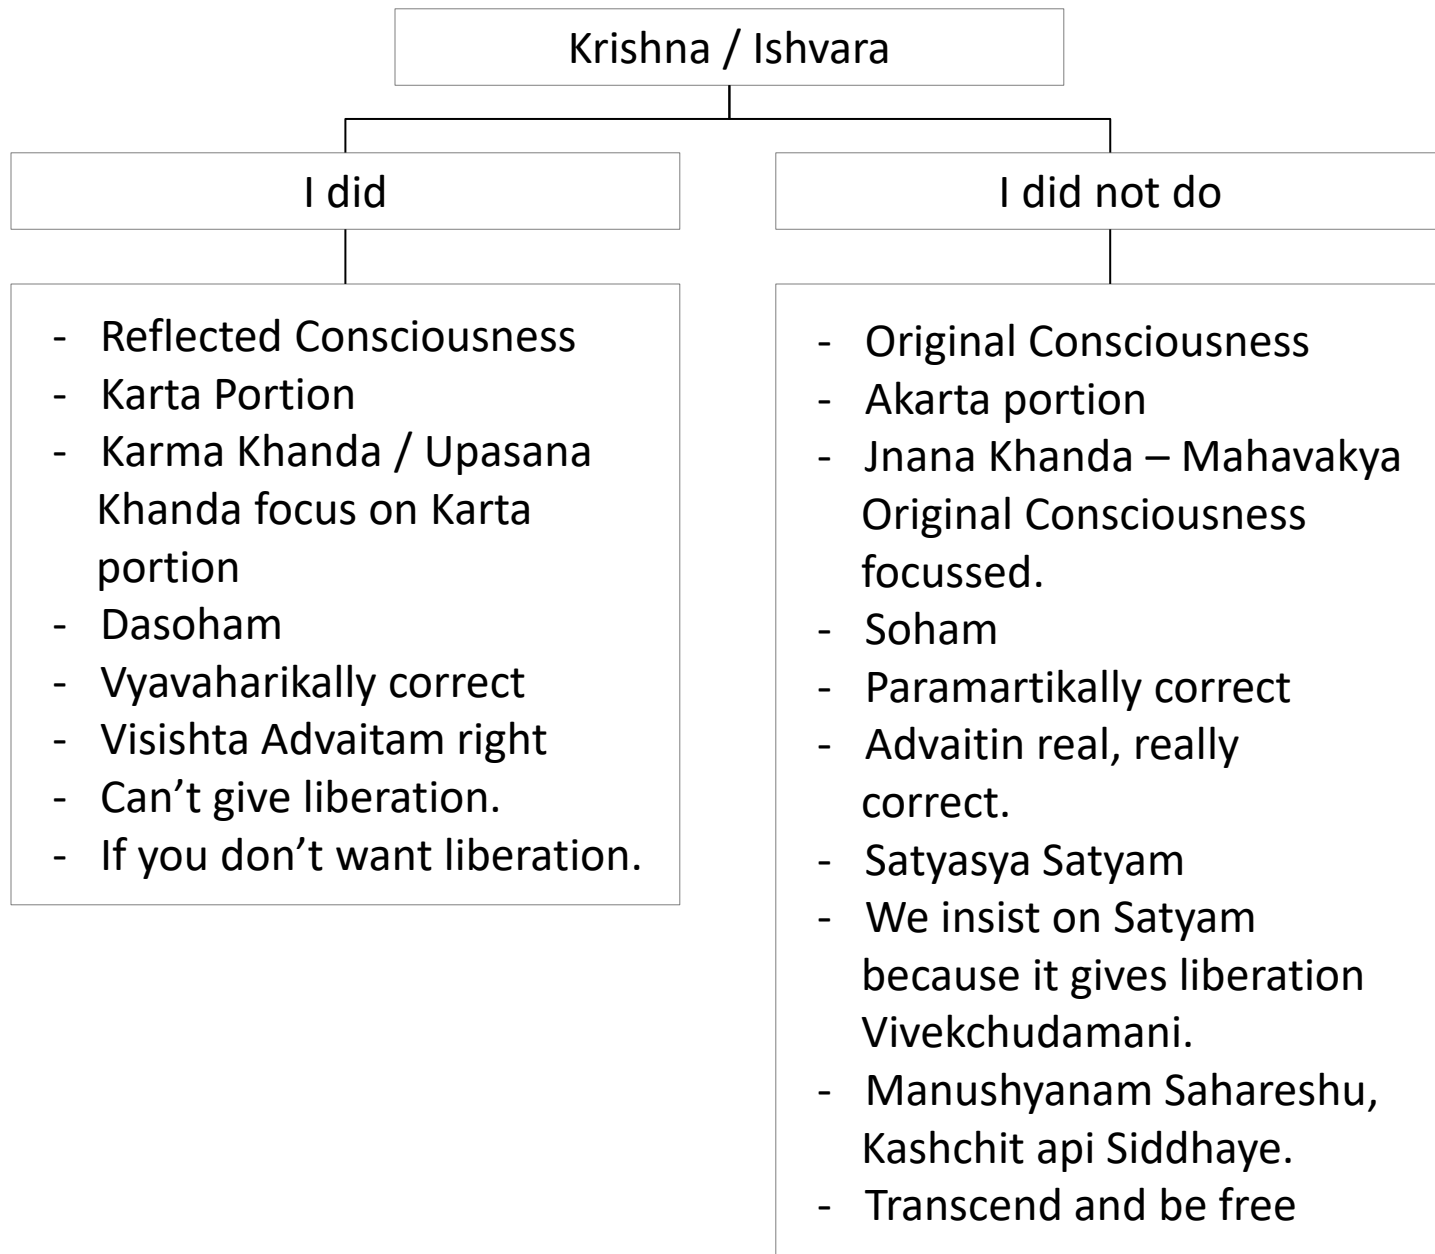 Krishna / Ishvara
I did
- Reflected Consciousness
- Karta Portion
- Karma Khanda / Upasana
Khanda focus on Karta
portion
- Dasoham
- Vyavaharikally correct
- Visishta Advaitam right
- Can’t give liberation.
- If you don’t want liberation.
I did not do
- Original Consciousness
- Akarta portion
- Jnana Khanda – Mahavakya
Original Consciousness
focussed.
- Soham
- Paramartikally correct
- Advaitin real, really
correct.
- Satyasya Satyam
- We insist on Satyam
because it gives liberation
Vivekchudamani.
- Manushyanam Sahareshu,
Kashchit api Siddhaye.
- Transcend and be free